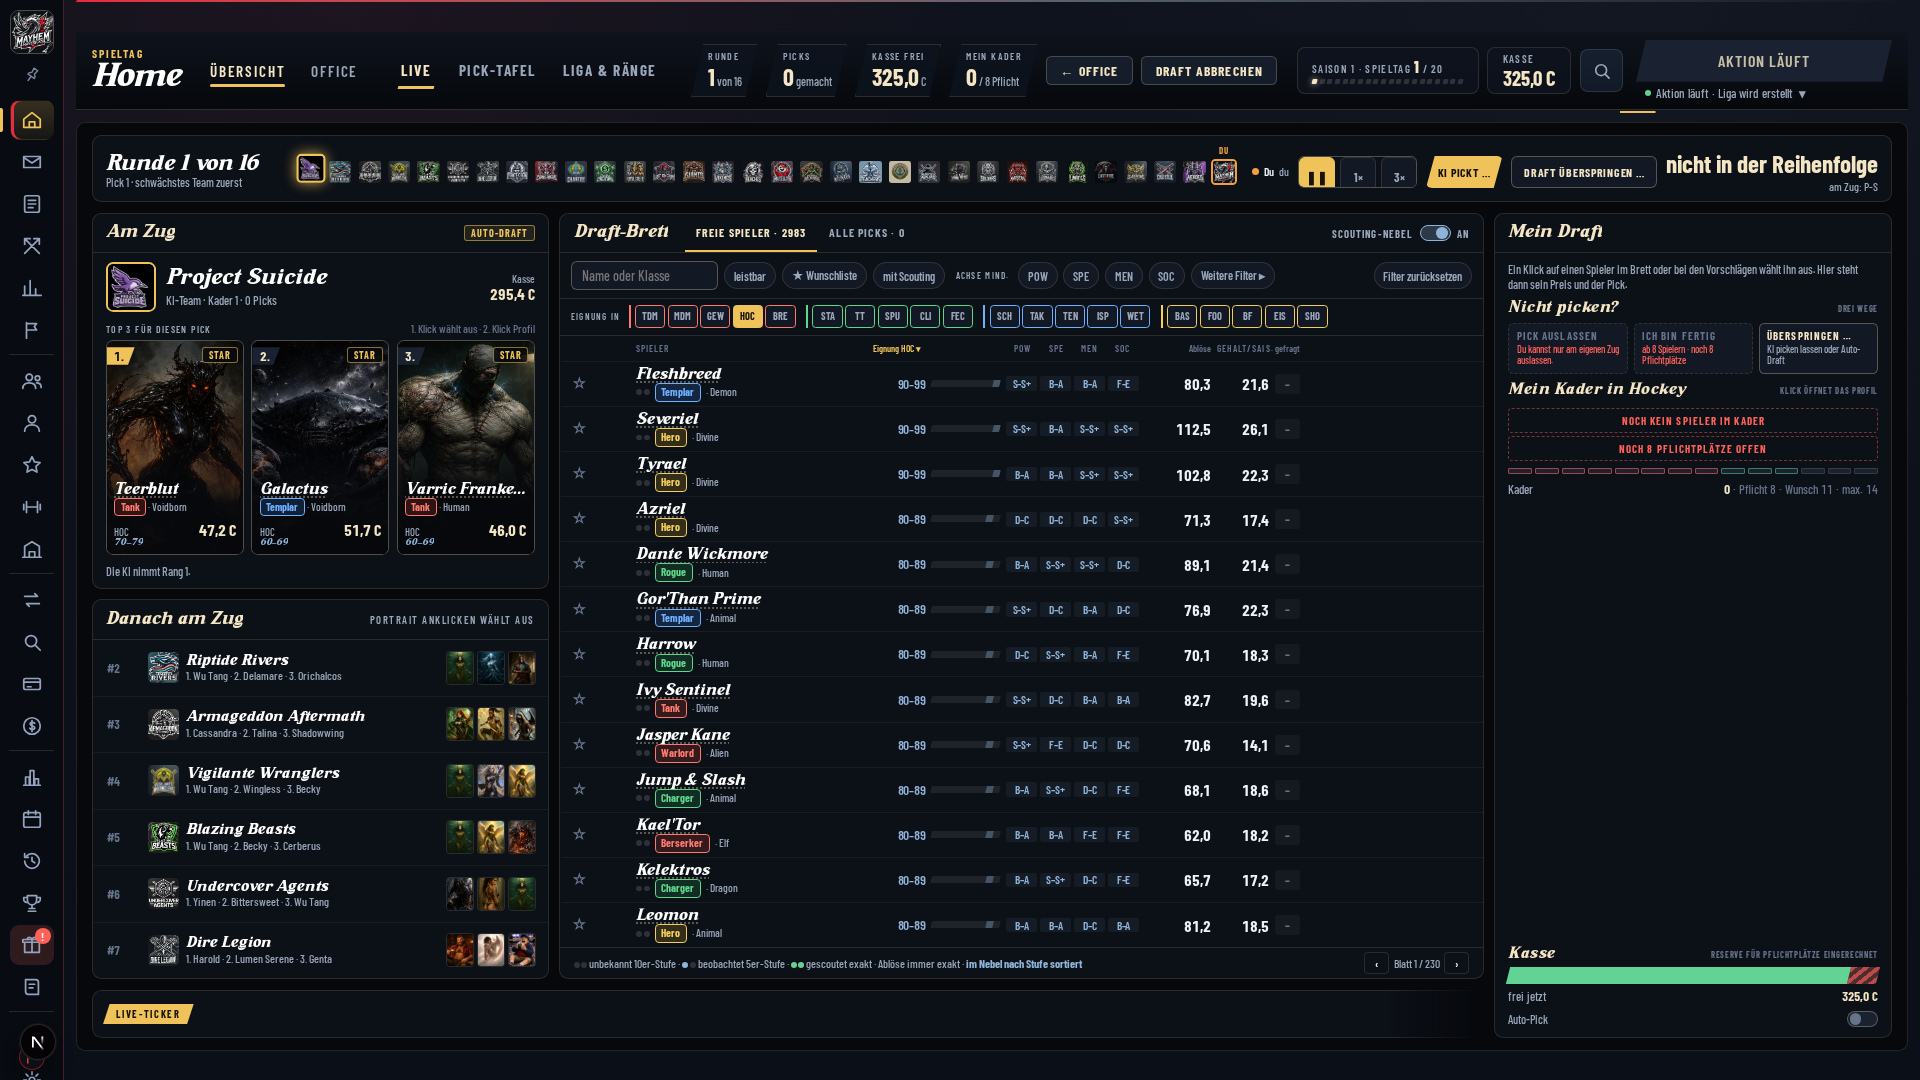 SPIELTAG
Home
ÜBERSICHT
OFFICE
LIVE
PICK-TAFEL
LIGA & RÄNGE
RUNDE
1 von 16
PICKS
0 gemacht
KASSE FREI
325,0 C
MEIN KADER
0 / 8 Pflicht
← OFFICE
DRAFT ABBRECHEN
SAISON 1 · SPIELTAG 1 / 20
KASSE
325,0 C
AKTION LÄUFT
Aktion läuft · Liga wird erstellt ▼
Runde 1 von 16
Pick 1 · schwächstes Team zuerst
DU
Du du
1×
3×
KI PICKT ...
DRAFT ÜBERSPRINGEN ...
nicht in der Reihenfolge
am Zug: P-S
Am Zug
AUTO-DRAFT
Project Suicide
KI-Team · Kader 1 · 0 Picks
Kasse
295,4 C
TOP 3 FÜR DIESEN PICK
1. Klick wählt aus · 2. Klick Profil
1.
STAR
Teerblut
Tank · Voidborn
HOC
70–79
47,2 C
2.
STAR
Galactus
Templar · Voidborn
HOC
60–69
51,7 C
3.
STAR
Varric Franke...
Tank · Human
HOC
60–69
46,0 C
Die KI nimmt Rang 1.
Danach am Zug
PORTRAIT ANKLICKEN WÄHLT AUS
#2
Riptide Rivers
1. Wu Tang · 2. Delamare · 3. Orichalcos
#3
Armageddon Aftermath
1. Cassandra · 2. Talina · 3. Shadowwing
#4
Vigilante Wranglers
1. Wu Tang · 2. Wingless · 3. Becky
#5
Blazing Beasts
1. Wu Tang · 2. Becky · 3. Cerberus
#6
Undercover Agents
1. Yinen · 2. Bittersweet · 3. Wu Tang
#7
Dire Legion
1. Harold · 2. Lumen Serene · 3. Genta
Draft-Brett
FREIE SPIELER · 2983
ALLE PICKS · 0
SCOUTING-NEBEL
AN
Name oder Klasse
leistbar
★ Wunschliste
mit Scouting
ACHSE MIND.
POW
SPE
MEN
SOC
Weitere Filter ▸
Filter zurücksetzen
EIGNUNG IN
TDM
MDM
GEW
HOC
BRE
STA
TT
SPU
CLI
FEC
SCH
TAK
TEN
ISP
WET
BAS
FOO
BF
EIS
SHO
SPIELER
Eignung HOC ▾
POW
SPE
MEN
SOC
Ablöse
GEHALT/SAIS.
gefragt
Fleshbreed
Templar · Demon
90–99 S-S+ B-A B-A F-E 80,3 21,6 –
Severiel
Hero · Divine
90–99 S-S+ B-A S-S+ S-S+ 112,5 26,1 –
Tyrael
Hero · Divine
90–99 B-A B-A S-S+ S-S+ 102,8 22,3 –
Azriel
Hero · Divine
80–89 D-C D-C D-C S-S+ 71,3 17,4 –
Dante Wickmore
Rogue · Human
80–89 B-A S-S+ S-S+ D-C 89,1 21,4 –
Gor'Than Prime
Templar · Animal
80–89 S-S+ D-C B-A D-C 76,9 22,3 –
Harrow
Rogue · Human
80–89 D-C S-S+ B-A F-E 70,1 18,3 –
Ivy Sentinel
Tank · Divine
80–89 S-S+ D-C B-A B-A 82,7 19,6 –
Jasper Kane
Warlord · Alien
80–89 S-S+ F-E D-C D-C 70,6 14,1 –
Jump & Slash
Charger · Animal
80–89 B-A S-S+ D-C F-E 68,1 18,6 –
Kael'Tor
Berserker · Elf
80–89 B-A B-A F-E F-E 62,0 18,2 –
Kelektros
Charger · Dragon
80–89 B-A S-S+ D-C F-E 65,7 17,2 –
Leomon
Hero · Animal
80–89 B-A B-A D-C B-A 81,2 18,5 –
unbekannt 10er-Stufe · beobachtet 5er-Stufe · gescoutet exakt · Ablöse immer exakt · im Nebel nach Stufe sortiert
‹ Blatt 1 / 230 ›
Mein Draft
Ein Klick auf einen Spieler im Brett oder bei den Vorschlägen wählt ihn aus. Hier steht
dann sein Preis und der Pick.
Nicht picken?
DREI WEGE
PICK AUSLASSEN
Du kannst nur am eigenen Zug
auslassen.
ICH BIN FERTIG
ab 8 Spielern · noch 8
Pflichtplätze
ÜBERSPRINGEN ...
KI picken lassen oder Auto-
Draft
Mein Kader in Hockey
KLICK ÖFFNET DAS PROFIL
NOCH KEIN SPIELER IM KADER
NOCH 8 PFLICHTPLÄTZE OFFEN
Kader
0 · Pflicht 8 · Wunsch 11 · max. 14
Kasse
RESERVE FÜR PFLICHTPLÄTZE EINGERECHNET
frei jetzt
325,0 C
Auto-Pick
LIVE-TICKER
N